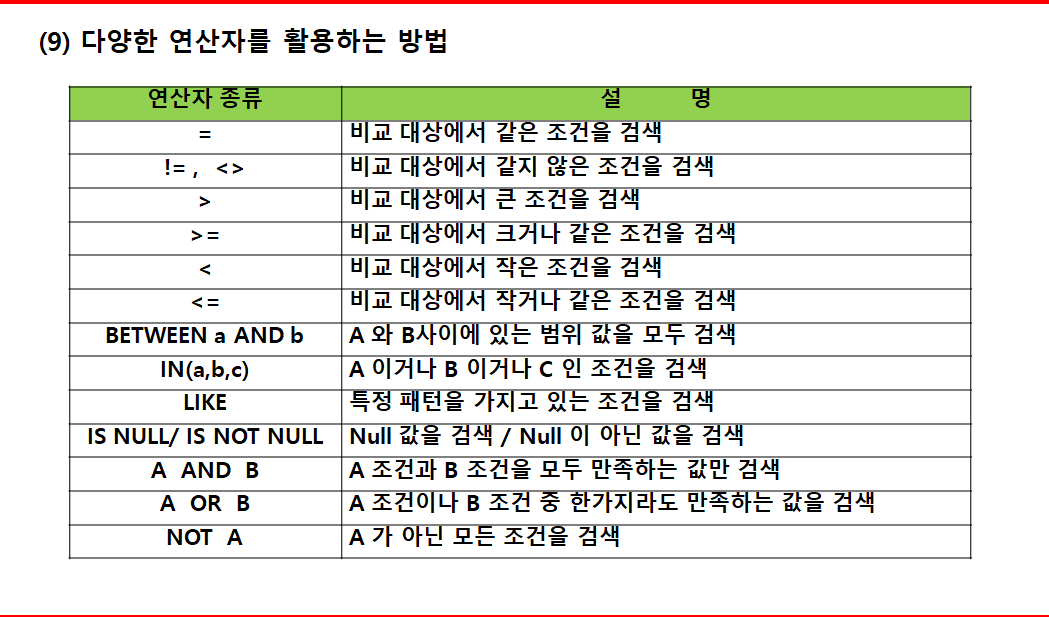 (9) 다양한 연산자를 활용하는 방법
연산자 종류 설 명
= 비교 대상에서 같은 조건을 검색
!= , <> 비교 대상에서 같지 않은 조건을 검색
> 비교 대상에서 큰 조건을 검색
>= 비교 대상에서 크거나 같은 조건을 검색
< 비교 대상에서 작은 조건을 검색
<= 비교 대상에서 작거나 같은 조건을 검색
BETWEEN a AND b A 와 B사이에 있는 범위 값을 모두 검색
IN(a,b,c) A 이거나 B 이거나 C 인 조건을 검색
LIKE 특정 패턴을 가지고 있는 조건을 검색
IS NULL/ IS NOT NULL Null 값을 검색 / Null 이 아닌 값을 검색
A AND B A 조건과 B 조건을 모두 만족하는 값만 검색
A OR B A 조건이나 B 조건 중 한가지라도 만족하는 값을 검색
NOT A A 가 아닌 모든 조건을 검색